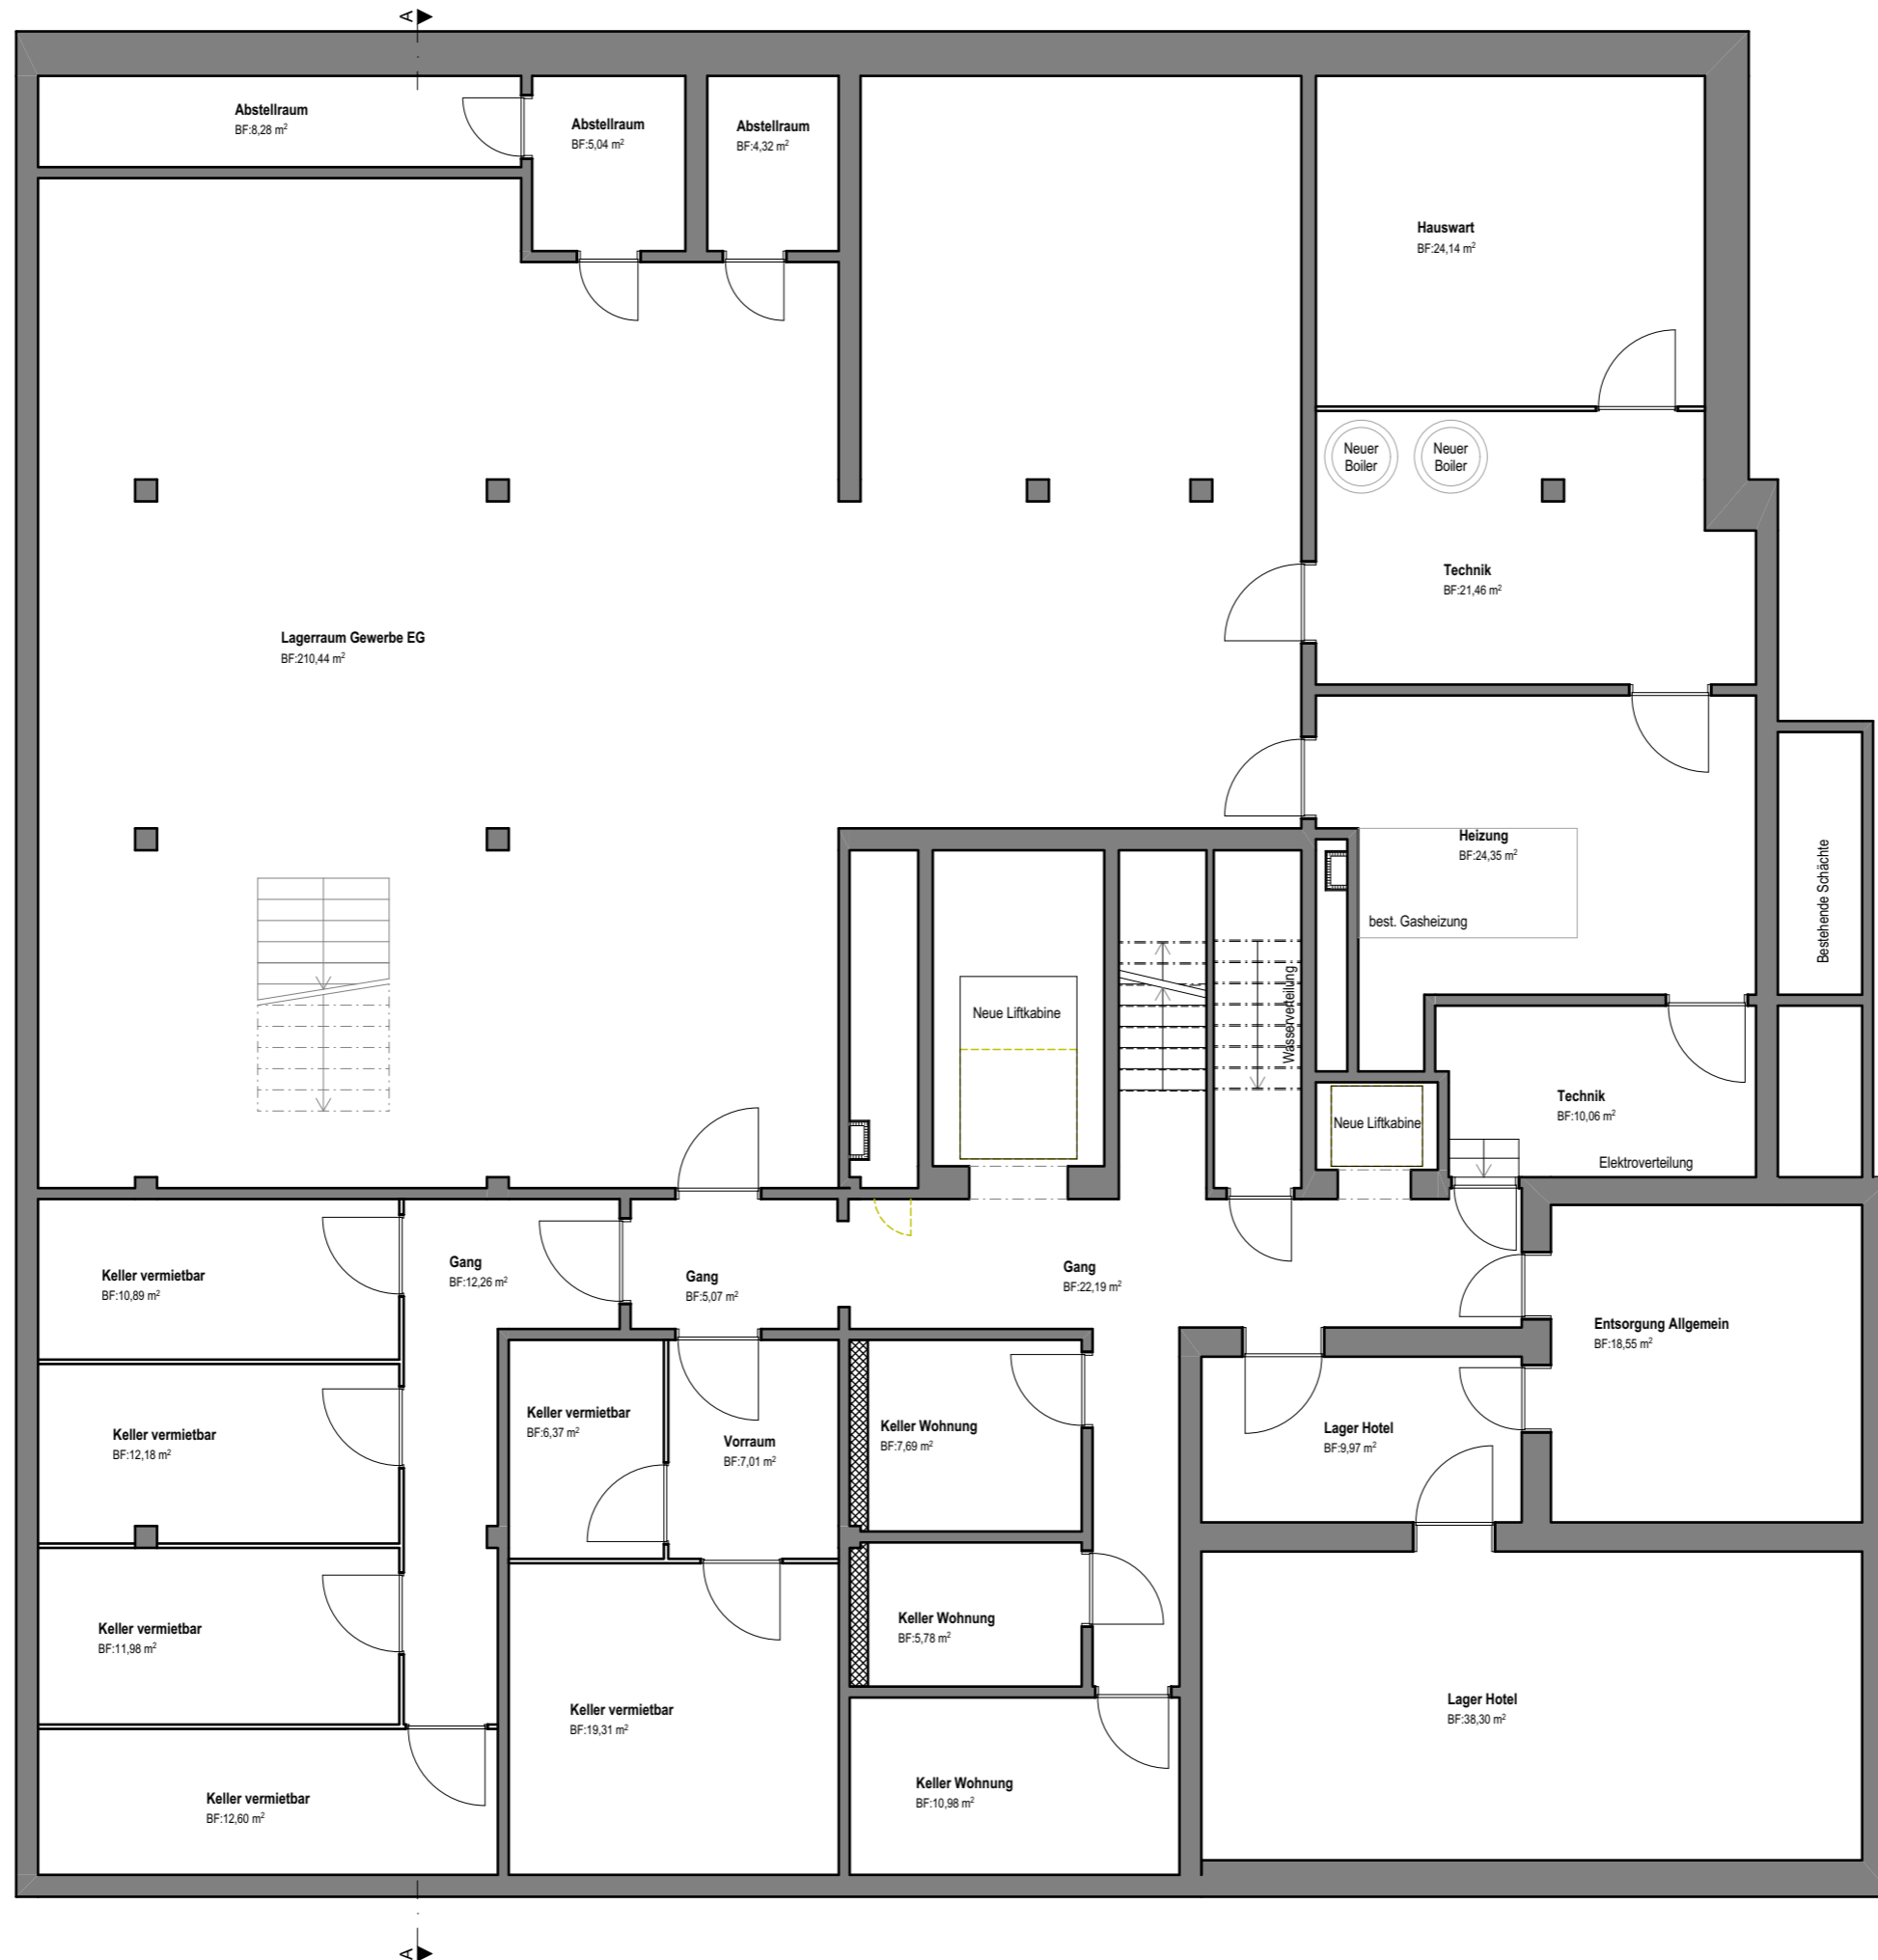 A
Abstellraum
BF:8,28 m²
Abstellraum
BF:5,04 m²
Abstellraum
BF:4,32 m²
Hauswart
BF:24,14 m²
Neuer
Boiler
Neuer
Boiler
Technik
BF:21,46 m²
Lagerraum Gewerbe EG
BF:210,44 m²
Heizung
BF:24,35 m²
best. Gasheizung
Bestehende Schächte
Neue Liftkabine
Wasserverteilung
Neue Liftkabine
Technik
BF:10,06 m²
Elektroverteilung
Keller vermietbar
BF:10,89 m²
Gang
BF:12,26 m²
Gang
BF:5,07 m²
Gang
BF:22,19 m²
Entsorgung Allgemein
BF:18,55 m²
Keller vermietbar
BF:12,18 m²
Keller vermietbar
BF:6,37 m²
Vorraum
BF:7,01 m²
Keller Wohnung
BF:7,69 m²
Lager Hotel
BF:9,97 m²
Keller vermietbar
BF:11,98 m²
Keller Wohnung
BF:5,78 m²
Keller vermietbar
BF:19,31 m²
Lager Hotel
BF:38,30 m²
Keller vermietbar
BF:12,60 m²
Keller Wohnung
BF:10,98 m²
A